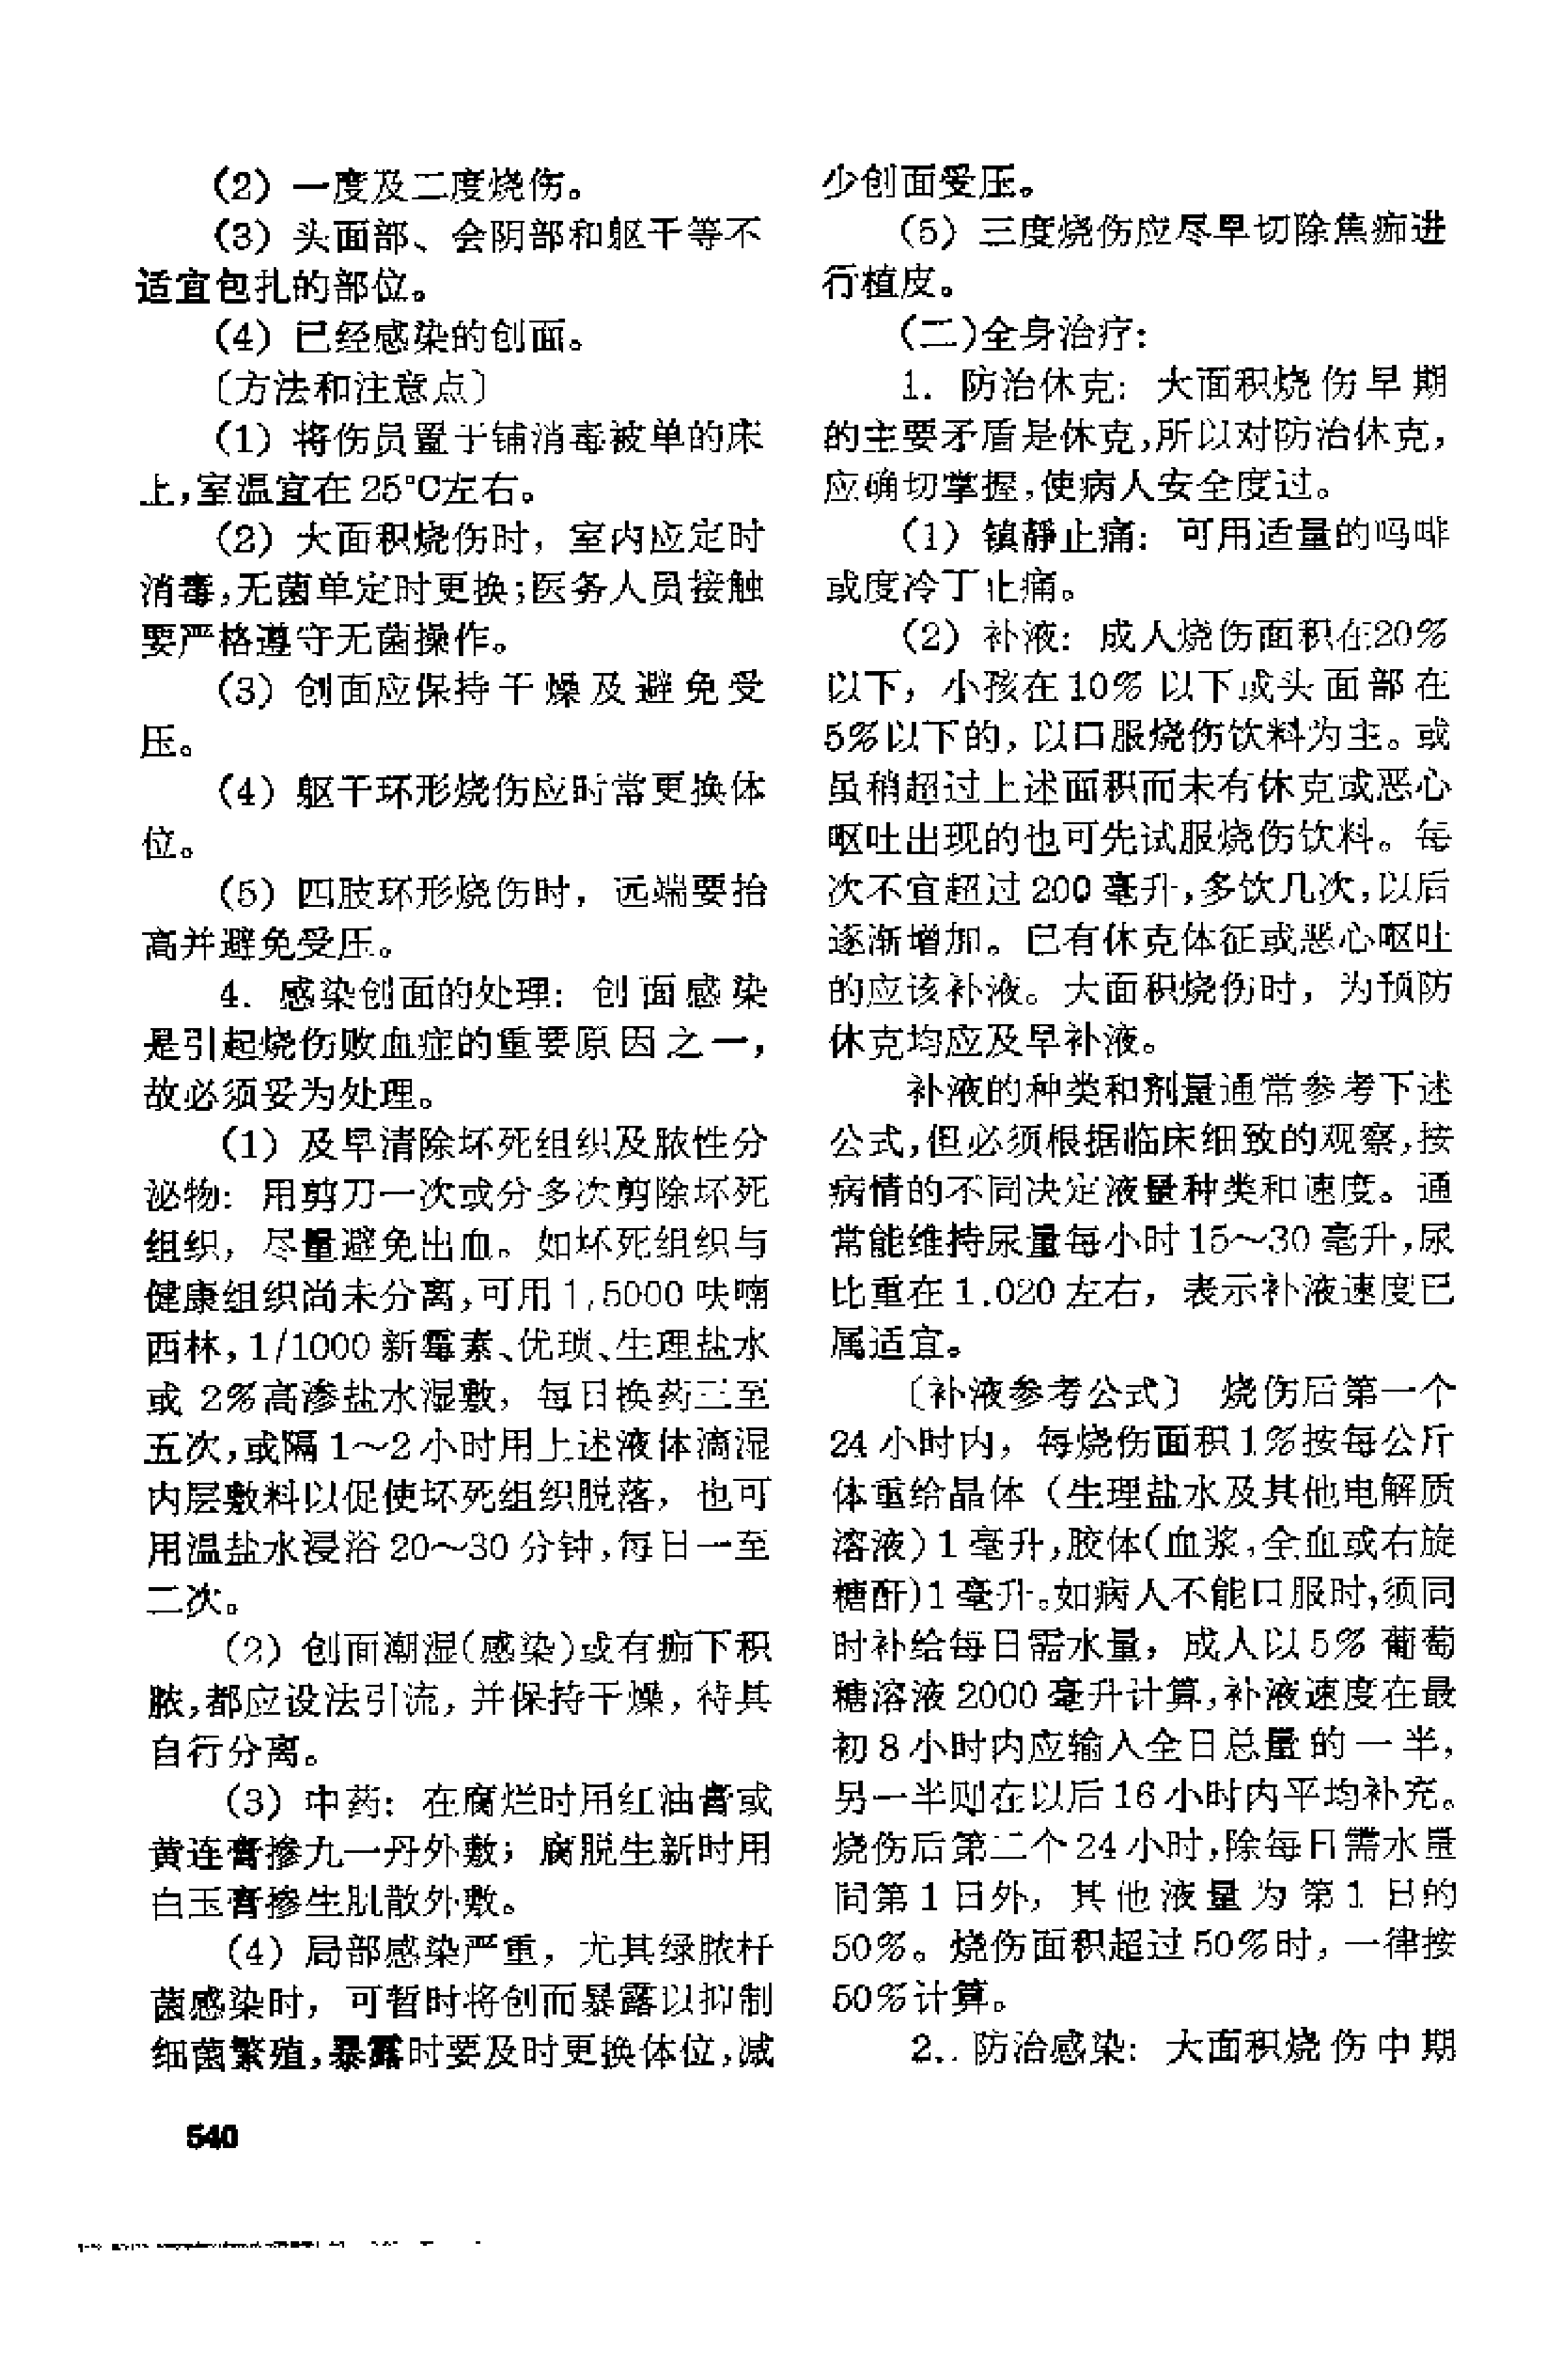 （2）一度及二度烧伤。
（3）头面部、会阴部和躯干等不
适宜包扎的部位。
（4）已经感染的创面。
〔方法和注意点〕
（1）将伤员置于铺消毒被单的床
上，室温宜在25℃左右。
（2）大面积烧伤时，室内应定时
消毒，无菌单定时更换；医务人员接触
要严格遵守无菌操作。
（3）创面应保持干燥及避免受
压。
（4）躯干环形烧伤应时常更换体
位。
（5）四肢环形烧伤时，远端要抬
高并避免受压。
4．感染创面的处理：创面感染
是引起烧伤败血症的重要原因之一，
故必须妥为处理。
（1）及早清除坏死组织及脓性分
泌物：用剪刀一次或分多次剪除坏死
组织，尽量避免出血。如坏死组织与
健康组织尚未分离，可用1,5000呋喃
西林，1/1000新霉素、优琐、生理盐水
或2％高渗盐水湿敷，每日换药三至
五次，或隔1～2小时用上述液体滴湿
内层敷料以促使坏死组织脱落，也可
用温盐水浸浴20～30分钟，每日一至
二次。
（2）创面潮湿（感染）或有痂下积
脓，都应设法引流，并保持干燥，待其
自行分离。
（3）中药：在腐烂时用红油膏或
黄连膏掺九一丹外敷；腐脱生新时用
白玉膏掺生肌散外敷。
（4）局部感染严重，尤其绿脓杆
菌感染时，可暂时将创面暴露以抑制
细菌繁殖，暴露时要及时更换体位，减
540
少创面受压。
（5）三度烧伤应尽早切除焦痂进
行植皮。
（二）全身治疗：
1．防治休克：大面积烧伤早期
的主要矛盾是休克，所以对防治休克，
应确切掌握，使病人安全度过。
（1）镇静止痛：可用适量的吗啡
或度冷丁止痛。
（2）补液：成人烧伤面积在20％
以下，小孩在10％以下或头面部在
5％以下的，以口服烧伤饮料为主。或
虽稍超过上述面积而未有休克或恶心
呕吐出现的也可先试服烧伤饮料。每
次不宜超过200毫升，多饮几次，以后
逐渐增加。已有休克体征或恶心呕吐
的应该补液。大面积烧伤时，为预防
休克均应及早补液。
补液的种类和剂量通常参考下述
公式，但必须根据临床细致的观察，按
病情的不同决定液量种类和速度。通
常能维持尿量每小时15～30毫升，尿
比重在1.020左右，表示补液速度已
属适宜。
〔补液参考公式〕 烧伤后第一个
24小时内，每烧伤面积1％按每公斤
体重给晶体（生理盐水及其他电解质
溶液）1毫升，胶体（血浆，全血或右旋
糖酐）1毫升。如病人不能口服时，须同
时补给每日需水量，成人以5％葡萄
糖溶液2000毫升计算，补液速度在最
初8小时内应输入全日总量的一半，
另一半则在以后16小时内平均补充。
烧伤后第二个24小时，除每日需水量
同第1日外，其他液量为第1日的
50％。烧伤面积超过50％时，一律按
50％计算。
2．防治感染：大面积烧伤中期